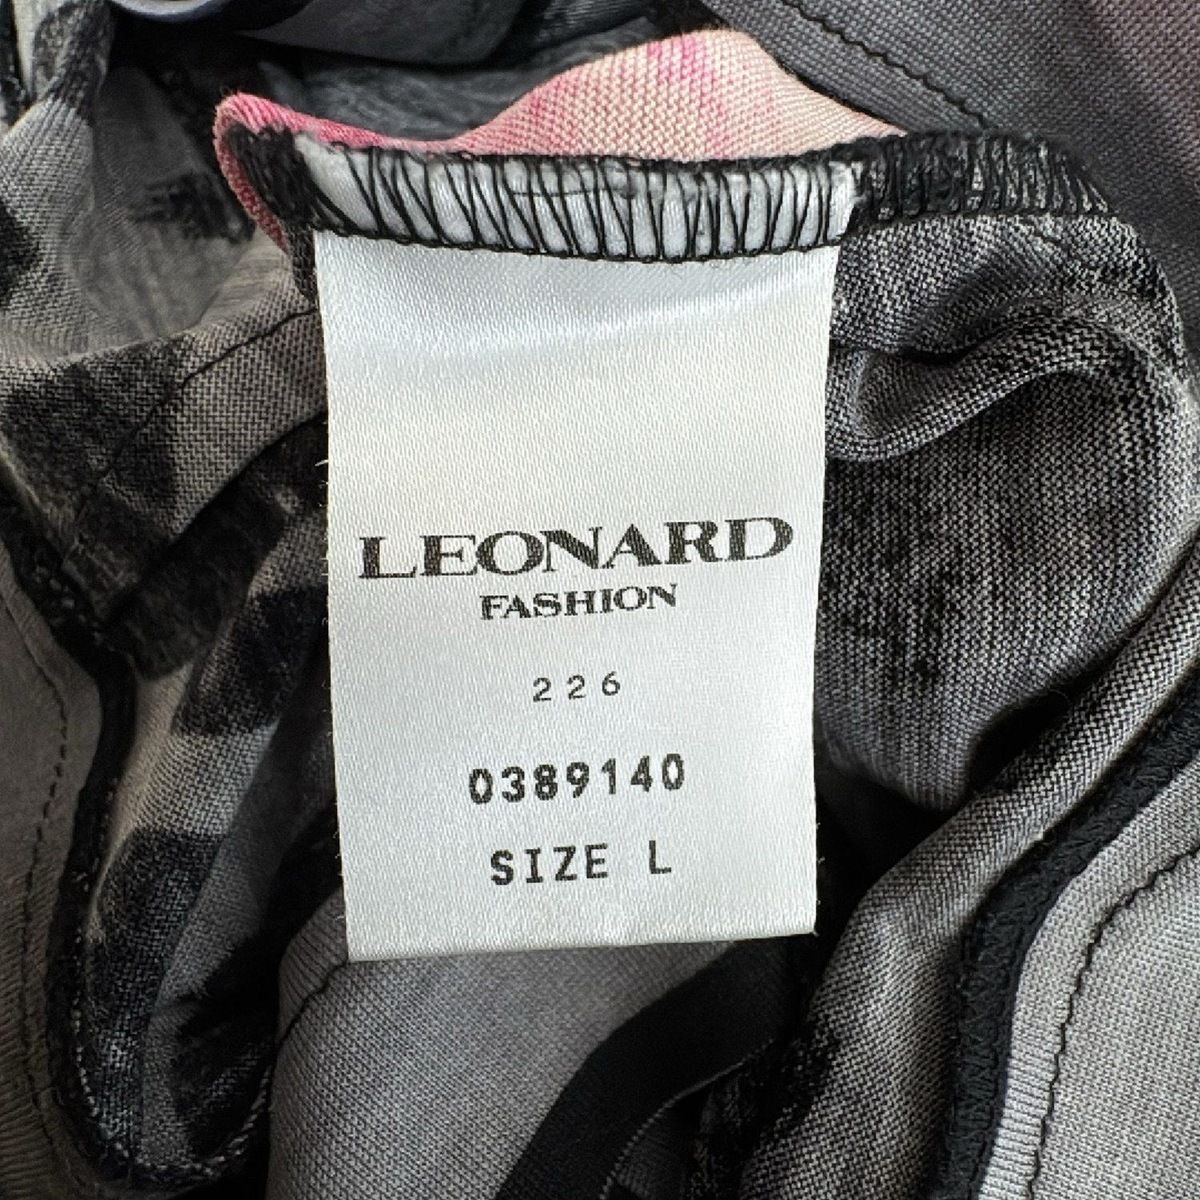 LEONARD
FASHION
226
0389140
SIZE L